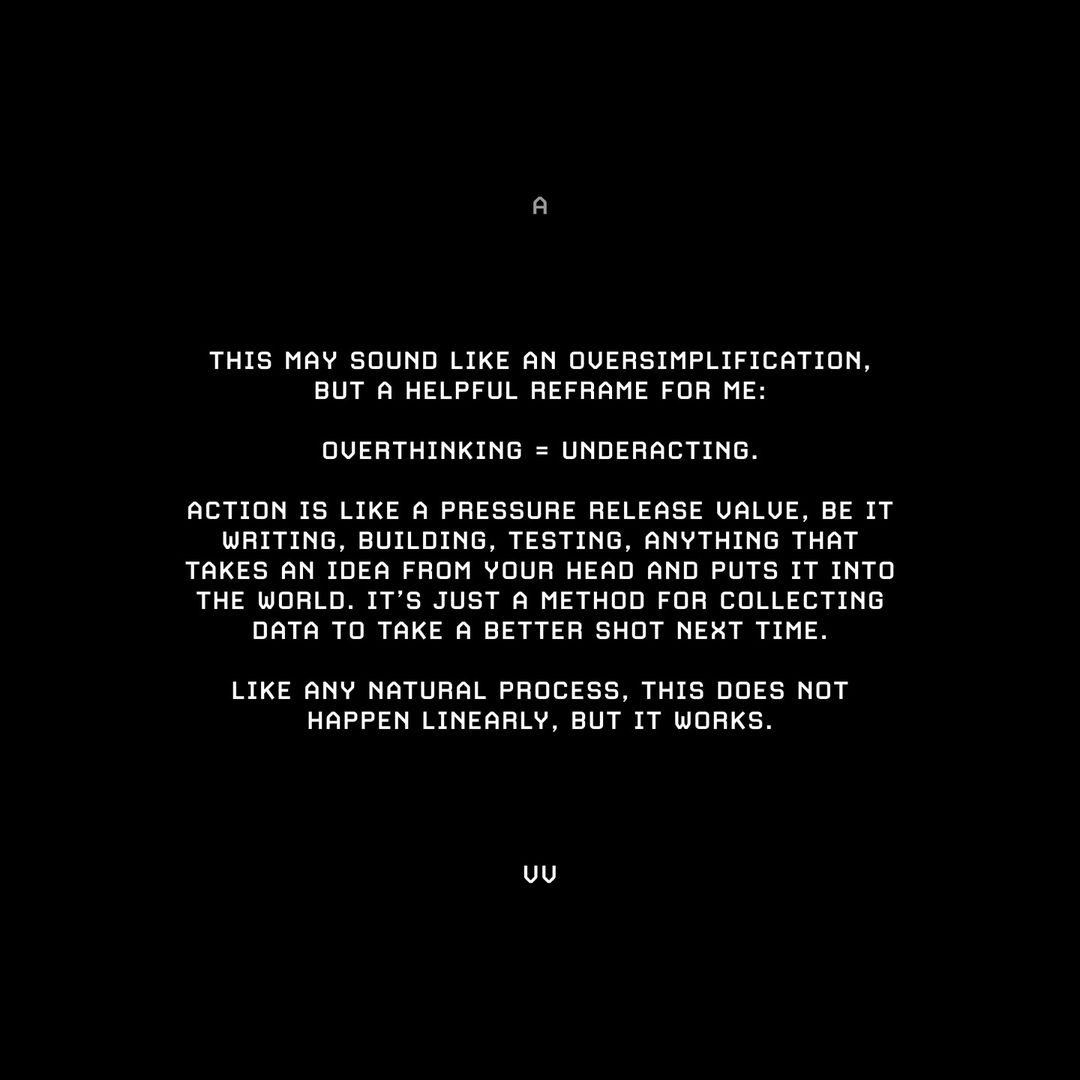 A
THIS MAY SOUND LIKE AN OVERSIMPLIFICATION,
BUT A HELPFUL REFRAME FOR ME:
OVERTHINKING = UNDERACTING.
ACTION IS LIKE A PRESSURE RELEASE VALVE, BE IT
WRITING, BUILDING, TESTING, ANYTHING THAT
TAKES AN IDEA FROM YOUR HEAD AND PUTS IT INTO
THE WORLD. IT’S JUST A METHOD FOR COLLECTING
DATA TO TAKE A BETTER SHOT NEXT TIME.
LIKE ANY NATURAL PROCESS, THIS DOES NOT
HAPPEN LINEARLY, BUT IT WORKS.
VV